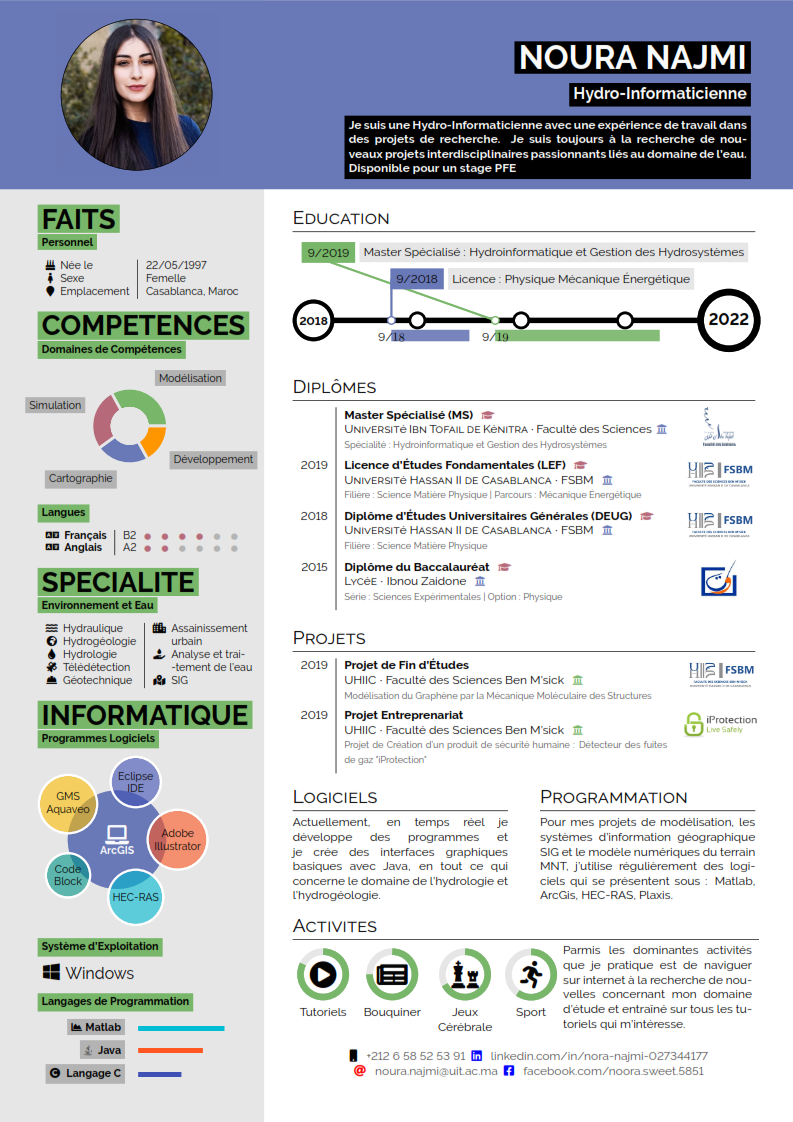 NOURA NAJMI
Hydro-Informaticienne
Je suis une Hydro-Informaticienne avec une expérience de travail dans
des projets de recherche. Je suis toujours à la recherche de nou-
veaux projets interdisciplinaires passionnants liés au domaine de l'eau.
Disponible pour un stage PFE
FAITS
Personnel
Née le 22/05/1997
Sexe Femelle
Emplacement Casablanca, Maroc
COMPETENCES
Domaines de Compétences
Modélisation
Simulation
Développement
Cartographie
Langues
Français B2
Anglais A2
SPECIALITE
Environnement et Eau
Hydraulique
Hydrogéologie
Hydrologie
Télédétection
Géotechnique
Assainissement
urbain
Analyse et trai-
-tement de l'eau
SIG
INFORMATIQUE
Programmes Logiciels
Eclipse
IDE
GMS
Aquaveo
Adobe
Illustrator
ArcGIS
Code
Block
HEC-RAS
Système d'Exploitation
Windows
Langages de Programmation
Matlab
Java
Langage C
EDUCATION
9/2019 Master Spécialisé : Hydroinformatique et Gestion des Hydrosystèmes
9/2018 Licence : Physique Mécanique Énergétique
2018
2022
9/18
9/19
DIPLÔMES
Master Spécialisé (MS)
UNIVERSITÉ IBN TOFAIL DE KÉNITRA · Faculté des Sciences
Spécialité : Hydroinformatique et Gestion des Hydrosystèmes
2019 Licence d'Études Fondamentales (LEF)
UNIVERSITÉ HASSAN II DE CASABLANCA · FSBM
Filière : Science Matière Physique | Parcours : Mécanique Énergétique
FSBM
2018 Diplôme d'Études Universitaires Générales (DEUG)
UNIVERSITÉ HASSAN II DE CASABLANCA · FSBM
Filière : Science Matière Physique
FSBM
2015 Diplôme du Baccalauréat
LYCÉE · Ibnou Zaidone
Série : Sciences Expérimentales | Option : Physique
PROJETS
2019 Projet de Fin d'Études
UHIIC · Faculté des Sciences Ben M'sick
Modélisation du Graphène par la Mécanique Moléculaire des Structures
FSBM
2019 Projet Entreprenariat
UHIIC · Faculté des Sciences Ben M'sick
Projet de Création d'un produit de sécurité humaine : Détecteur des fuites
de gaz "iProtection"
iProtection
Live Safely
LOGICIELS
Actuellement, en temps réel je
développe des programmes et
je crée des interfaces graphiques
basiques avec Java, en tout ce qui
concerne le domaine de l'hydrologie et
l'hydrogéologie.
PROGRAMMATION
Pour mes projets de modélisation, les
systèmes d'information géographique
SIG et le modèle numériques du terrain
MNT, j'utilise régulièrement des logi-
ciels qui se présentent sous : Matlab,
ArcGis, HEC-RAS, Plaxis.
ACTIVITES
Tutoriels
Bouquiner
Jeux
Cérébrale
Sport
Parmis les dominantes activités
que je pratique est de naviguer
sur internet à la recherche de nou-
velles concernant mon domaine
d'étude et entraîné sur tous les tu-
toriels qui m'intéresse.
+212 6 58 52 53 91 linkedin.com/in/nora-najmi-027344177
noura.najmi@uit.ac.ma facebook.com/noora.sweet.5851